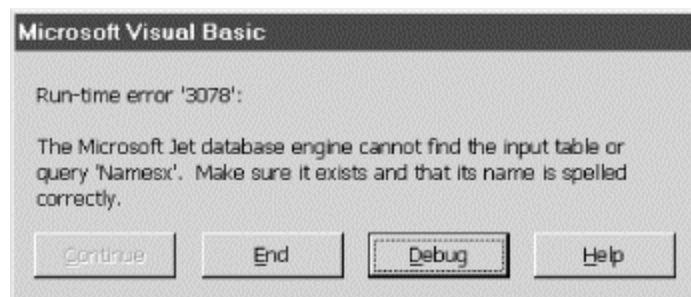 Microsoft Visual Basic
Run-time error '3078':
The Microsoft Jet database engine cannot find the input table or
query 'Namesx'. Make sure it exists and that its name is spelled
correctly.
Continue End Debug Help